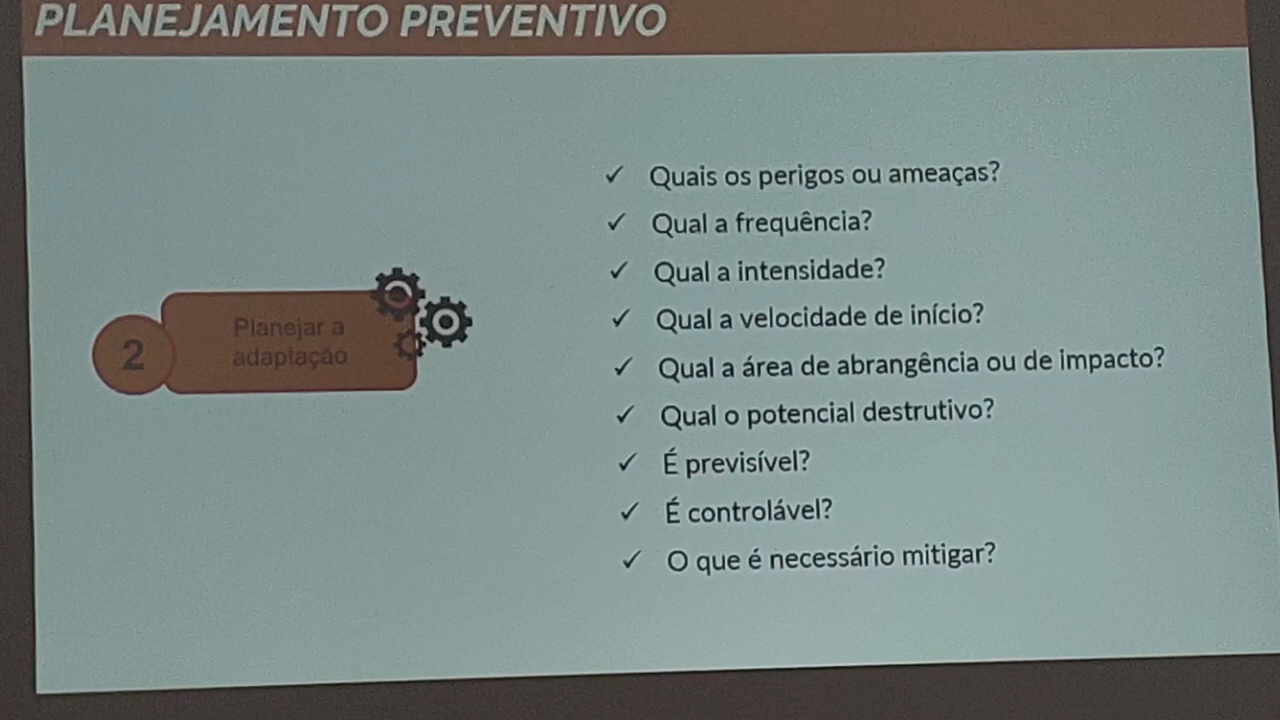 PLANEJAMENTO PREVENTIVO
2
Planejar a
adaptação
✓ Quais os perigos ou ameaças?
✓ Qual a frequência?
✓ Qual a intensidade?
✓ Qual a velocidade de início?
✓ Qual a área de abrangência ou de impacto?
✓ Qual o potencial destrutivo?
✓ É previsível?
✓ É controlável?
✓ O que é necessário mitigar?